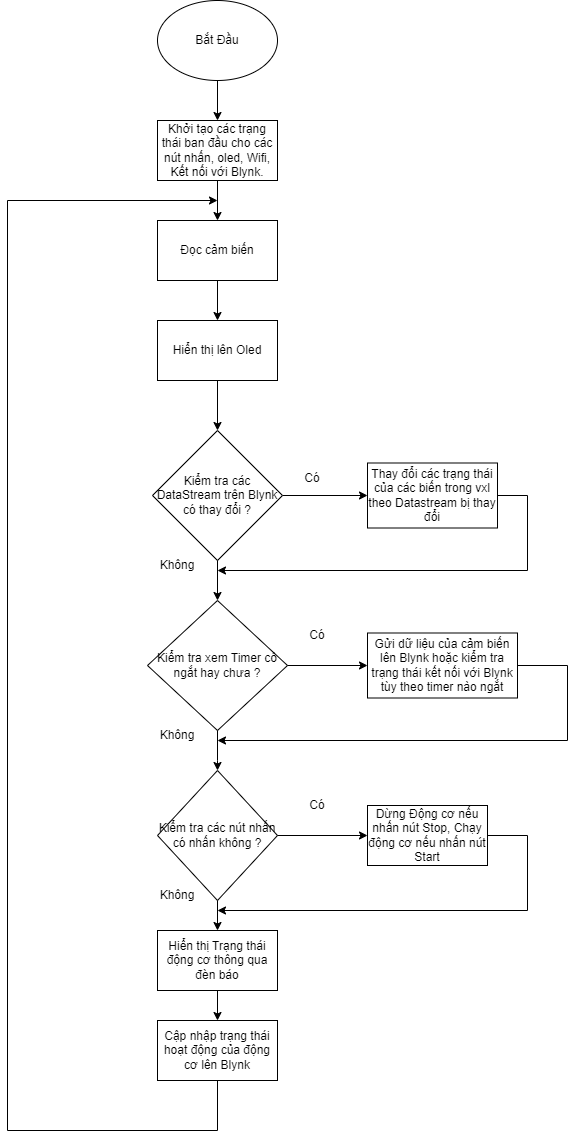 Bắt Đầu
Khởi tạo các trạng
thái ban đầu cho các
nút nhấn, oled, Wifi,
Kết nối với Blynk.
Đọc cảm biến
Hiển thị lên Oled
Kiểm tra các
DataStream trên Blynk
có thay đổi ?
Có
Thay đổi các trạng thái
của các biến trong vxl
theo Datastream bị thay
đổi
Không
Kiểm tra xem Timer có
ngắt hay chưa ?
Có
Gửi dữ liệu của cảm biến
lên Blynk hoặc kiểm tra
trạng thái kết nối với Blynk
tùy theo timer nào ngắt
Không
Kiểm tra các nút nhấn
có nhấn không ?
Có
Dừng Động cơ nếu
nhấn nút Stop, Chạy
động cơ nếu nhấn nút
Start
Không
Hiển thị Trạng thái
động cơ thông qua
đèn báo
Cập nhập trạng thái
hoạt động của động
cơ lên Blynk